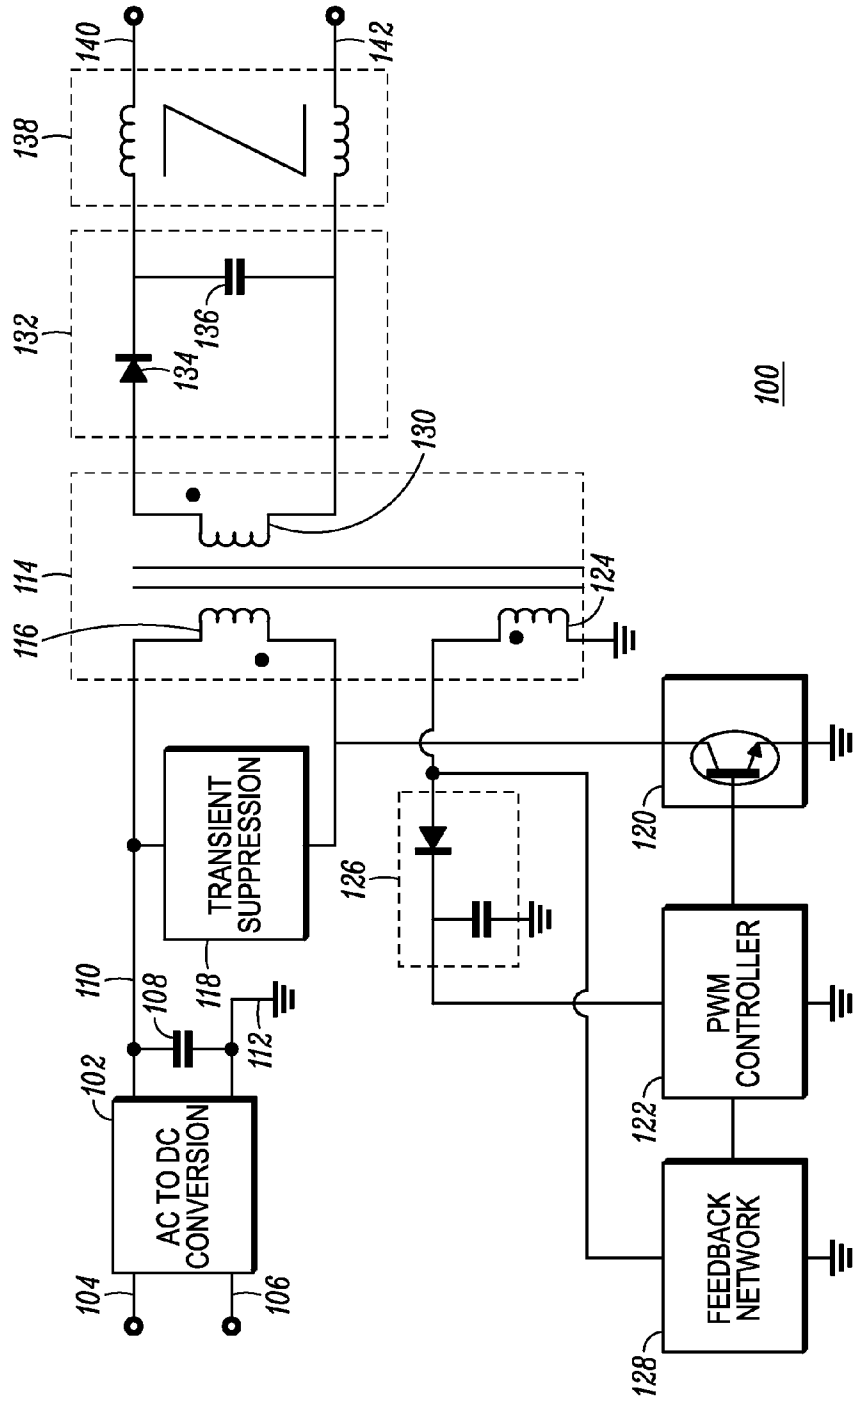 104
106
AC TO DC
CONVERSION
102
108
110
112
TRANSIENT
SUPPRESSION
118
114
116
130
124
132
134
136
138
140
142
126
FEEDBACK
NETWORK
128
PWM
CONTROLLER
122
120
100